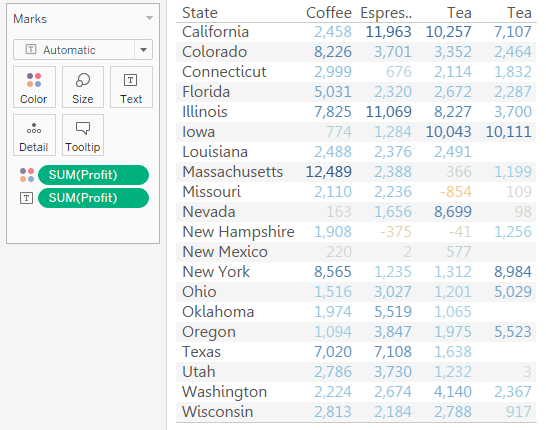 Marks
Automatic
Color Size Text
Detail Tooltip
SUM(Profit)
SUM(Profit)
State Coffee Espres.. Tea Tea
California 2,458 11,963 10,257 7,107
Colorado 8,226 3,701 3,352 2,464
Connecticut 2,999 676 2,114 1,832
Florida 5,031 2,320 2,672 2,287
Illinois 7,825 11,069 8,227 3,700
Iowa 774 1,284 10,043 10,111
Louisiana 2,488 2,376 2,491
Massachusetts 12,489 2,388 366 1,199
Missouri 2,110 2,236 -854 109
Nevada 163 1,656 8,699 98
New Hampshire 1,908 -375 -41 1,256
New Mexico 220 2 577
New York 8,565 1,235 1,312 8,984
Ohio 1,516 3,027 1,201 5,029
Oklahoma 1,974 5,519 1,065
Oregon 1,094 3,847 1,975 5,523
Texas 7,020 7,108 1,638
Utah 2,786 3,730 1,232 3
Washington 2,224 2,674 4,140 2,367
Wisconsin 2,813 2,184 2,788 917